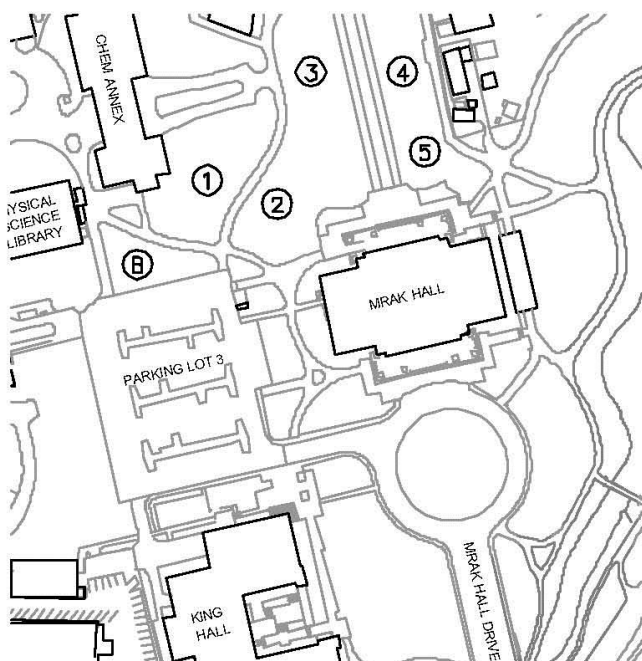 CHEM ANNEX
3
4
5
1
2
YSICAL
SCIENCE
LIBRARY
8
MRAK HALL
PARKING LOT 3
MRAK HALL DRIVE
KING
HALL